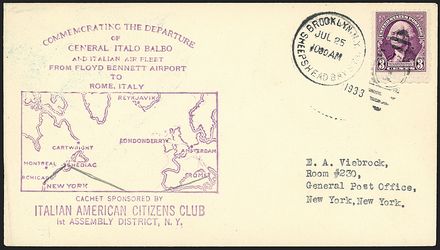 COMMEMORATING THE DEPARTURE
OF
GENERAL ITALO BALBO
AND ITALIAN AIR FLEET
FROM FLOYD BENNETT AIRPORT
TO
ROME, ITALY
REYKJAVIK
CARTWRIGHT
LONDONDERRY
AMSTERDAM
MONTREAL
SHEDIAC
CHICAGO
ROME
NEW YORK
CACHET SPONSORED BY
ITALIAN AMERICAN CITIZENS CLUB
1st ASSEMBLY DISTRICT, N.Y.
BROOKLYN, N.Y.
JUL 25
1933
SHEEPSHEAD BAY
3 3
E. A. Viebrock,
Room #230,
General Post Office,
New York, New York.